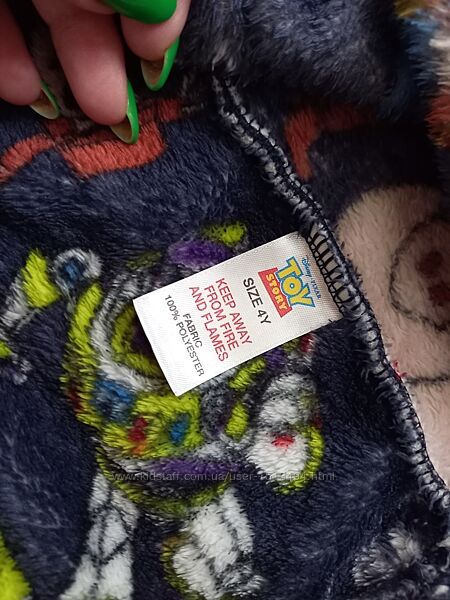 DISNEY · PIXAR
TOY
STORY
SIZE 4Y
KEEP AWAY
FROM FIRE
AND FLAMES
FABRIC
100% POLYESTER